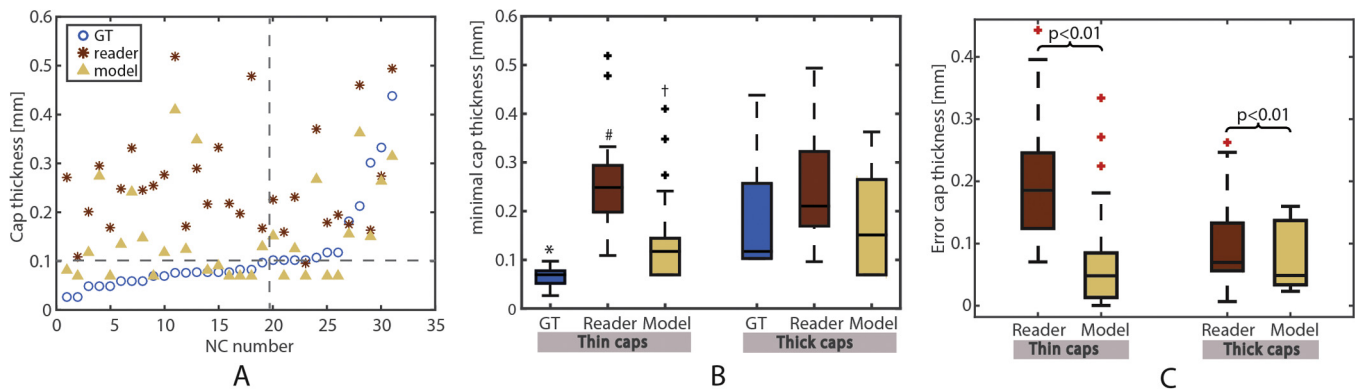 0.6
0.5
0.4
0.3
0.2
0.1
0
Cap thickness [mm]
GT
reader
model
0 5 10 15 20 25 30 35
NC number
A
0.6
0.5
0.4
0.3
0.2
0.1
0
minimal cap thickness [mm]
*
#
†
GT Reader Model GT Reader Model
Thin caps Thick caps
B
0.4
0.2
0.1
0
Error cap thickness [mm]
p<0.01
p<0.01
Reader Model Reader Model
Thin caps Thick caps
C